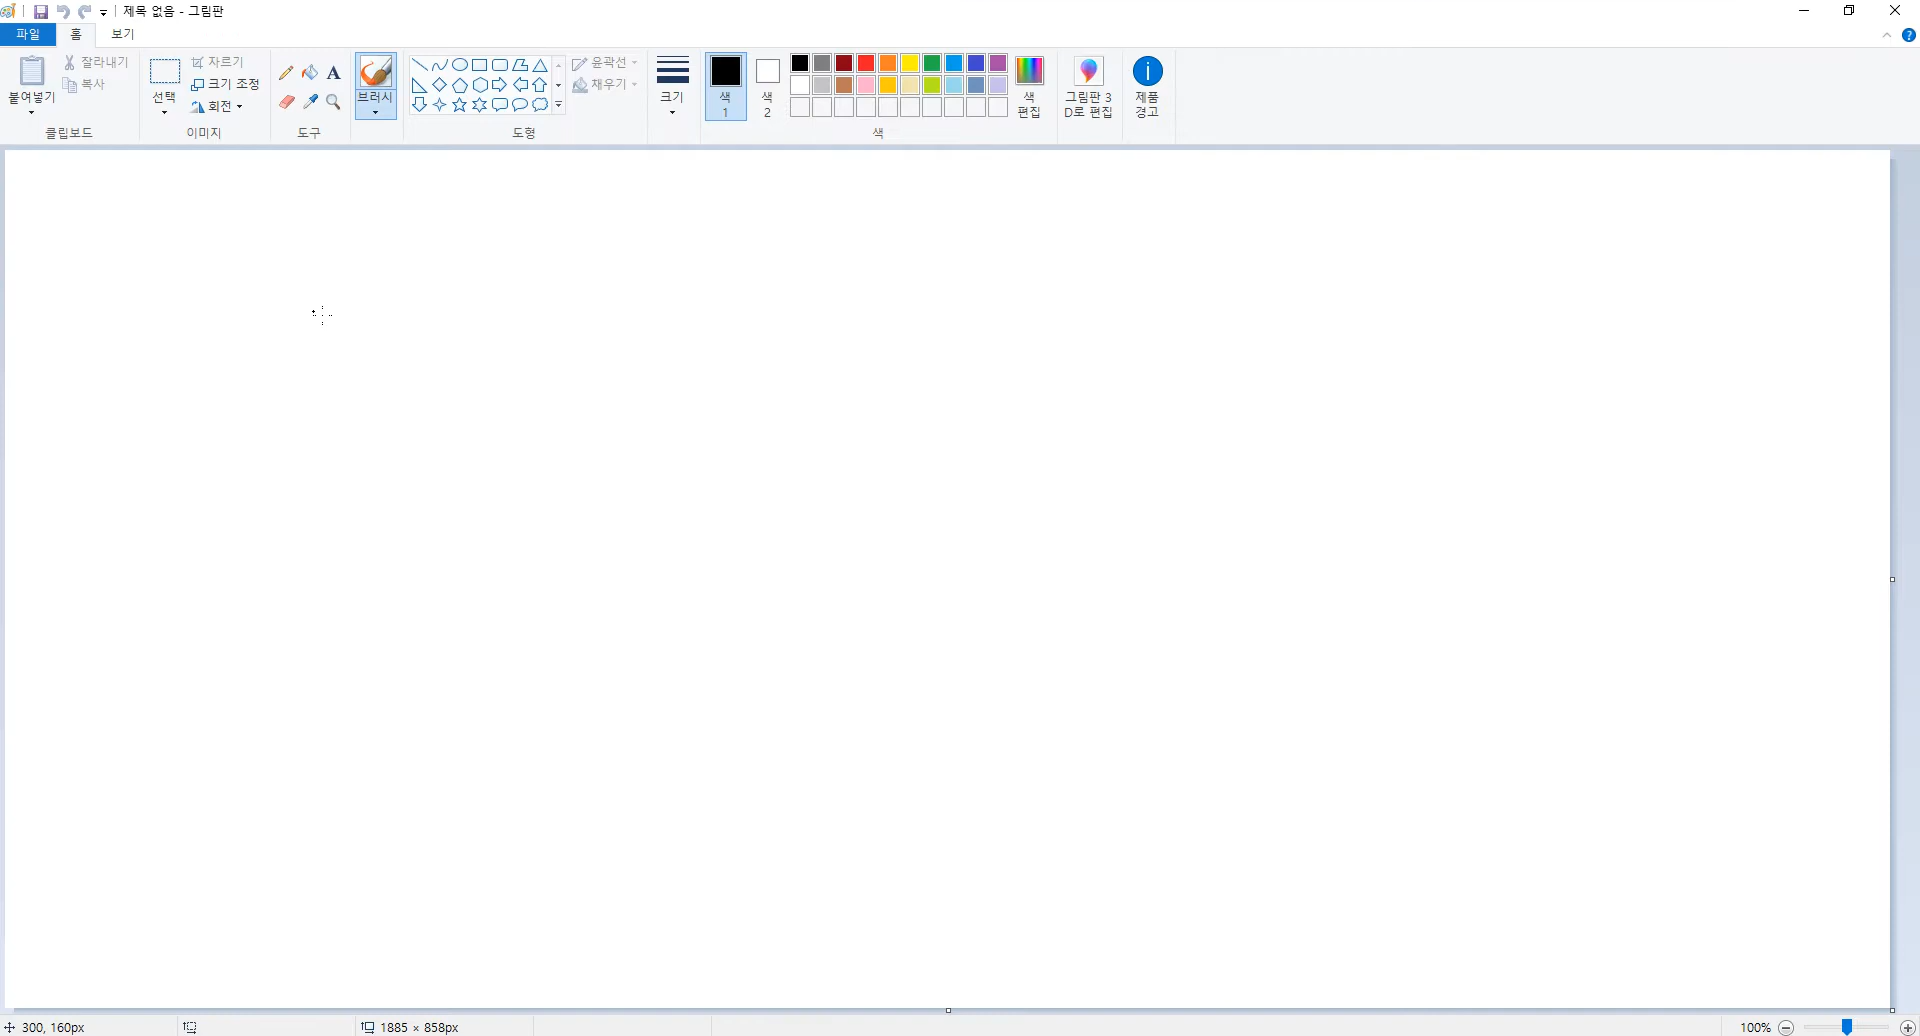 제목 없음 - 그림판
파일 홈 보기
붙여넣기
잘라내기
복사
클립보드
선택
자르기
크기 조정
회전
이미지
A
도구
브러시
윤곽선
채우기
도형
크기
색
1
색
2
색
편집
색
그림판 3
D로 편집
제품
경고
300, 160px
1885 × 858px
100%